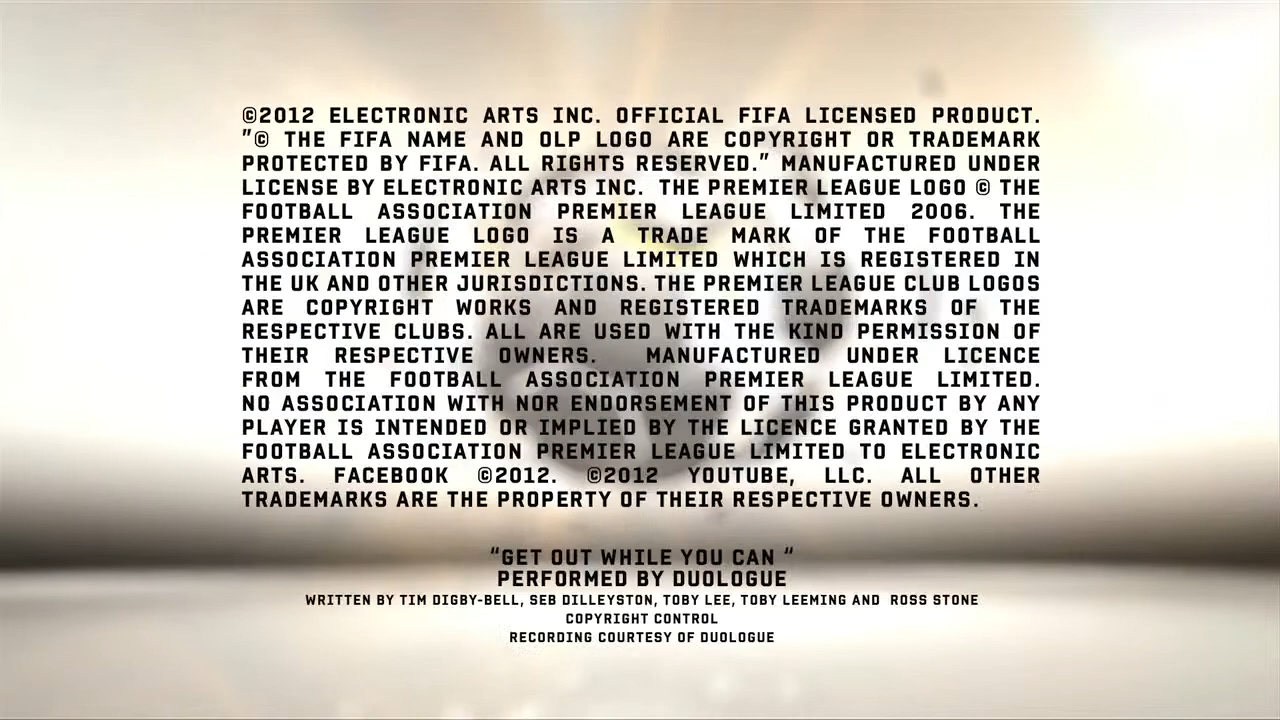 ©2012 ELECTRONIC ARTS INC. OFFICIAL FIFA LICENSED PRODUCT.
"© THE FIFA NAME AND OLP LOGO ARE COPYRIGHT OR TRADEMARK
PROTECTED BY FIFA. ALL RIGHTS RESERVED." MANUFACTURED UNDER
LICENSE BY ELECTRONIC ARTS INC. THE PREMIER LEAGUE LOGO © THE
FOOTBALL ASSOCIATION PREMIER LEAGUE LIMITED 2006. THE
PREMIER LEAGUE LOGO IS A TRADE MARK OF THE FOOTBALL
ASSOCIATION PREMIER LEAGUE LIMITED WHICH IS REGISTERED IN
THE UK AND OTHER JURISDICTIONS. THE PREMIER LEAGUE CLUB LOGOS
ARE COPYRIGHT WORKS AND REGISTERED TRADEMARKS OF THE
RESPECTIVE CLUBS. ALL ARE USED WITH THE KIND PERMISSION OF
THEIR RESPECTIVE OWNERS. MANUFACTURED UNDER LICENCE
FROM THE FOOTBALL ASSOCIATION PREMIER LEAGUE LIMITED.
NO ASSOCIATION WITH NOR ENDORSEMENT OF THIS PRODUCT BY ANY
PLAYER IS INTENDED OR IMPLIED BY THE LICENCE GRANTED BY THE
FOOTBALL ASSOCIATION PREMIER LEAGUE LIMITED TO ELECTRONIC
ARTS. FACEBOOK ©2012. ©2012 YOUTUBE, LLC. ALL OTHER
TRADEMARKS ARE THE PROPERTY OF THEIR RESPECTIVE OWNERS.
"GET OUT WHILE YOU CAN "
PERFORMED BY DUOLOGUE
WRITTEN BY TIM DIGBY-BELL, SEB DILLEYSTON, TOBY LEE, TOBY LEEMING AND ROSS STONE
COPYRIGHT CONTROL
RECORDING COURTESY OF DUOLOGUE